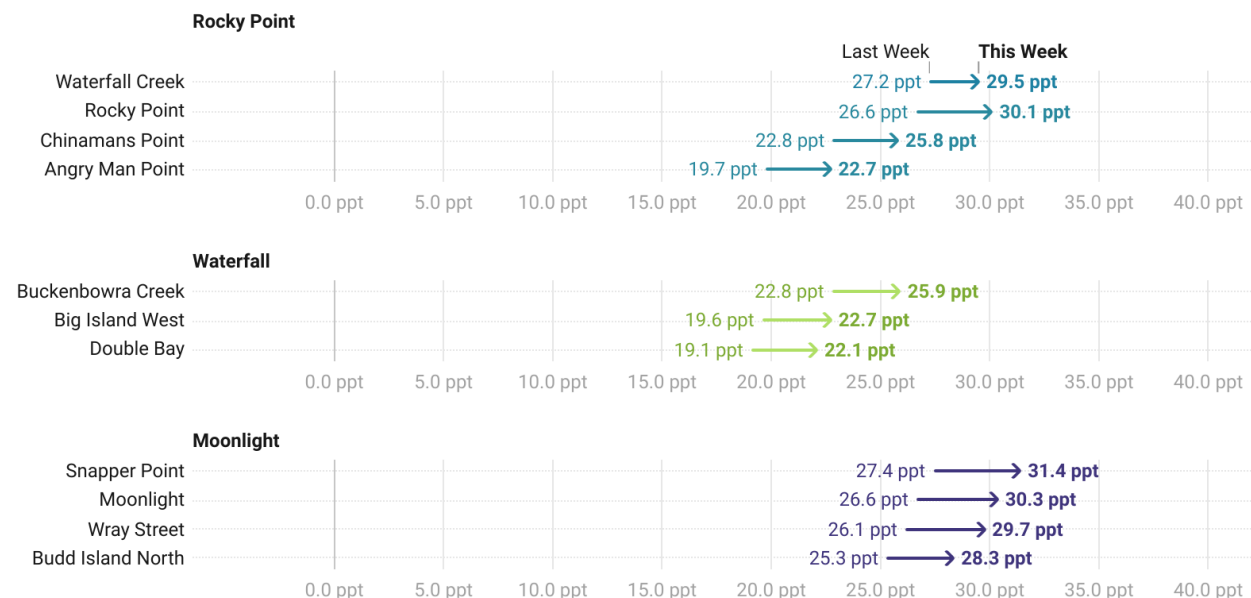 Rocky Point
Last Week This Week
Waterfall Creek 27.2 ppt 29.5 ppt
Rocky Point 26.6 ppt 30.1 ppt
Chinamans Point 22.8 ppt 25.8 ppt
Angry Man Point 19.7 ppt 22.7 ppt
0.0 ppt 5.0 ppt 10.0 ppt 15.0 ppt 20.0 ppt 25.0 ppt 30.0 ppt 35.0 ppt 40.0 ppt
Waterfall
Buckenbowra Creek 22.8 ppt 25.9 ppt
Big Island West 19.6 ppt 22.7 ppt
Double Bay 19.1 ppt 22.1 ppt
0.0 ppt 5.0 ppt 10.0 ppt 15.0 ppt 20.0 ppt 25.0 ppt 30.0 ppt 35.0 ppt 40.0 ppt
Moonlight
Snapper Point 27.4 ppt 31.4 ppt
Moonlight 26.6 ppt 30.3 ppt
Wray Street 26.1 ppt 29.7 ppt
Budd Island North 25.3 ppt 28.3 ppt
0.0 ppt 5.0 ppt 10.0 ppt 15.0 ppt 20.0 ppt 25.0 ppt 30.0 ppt 35.0 ppt 40.0 ppt